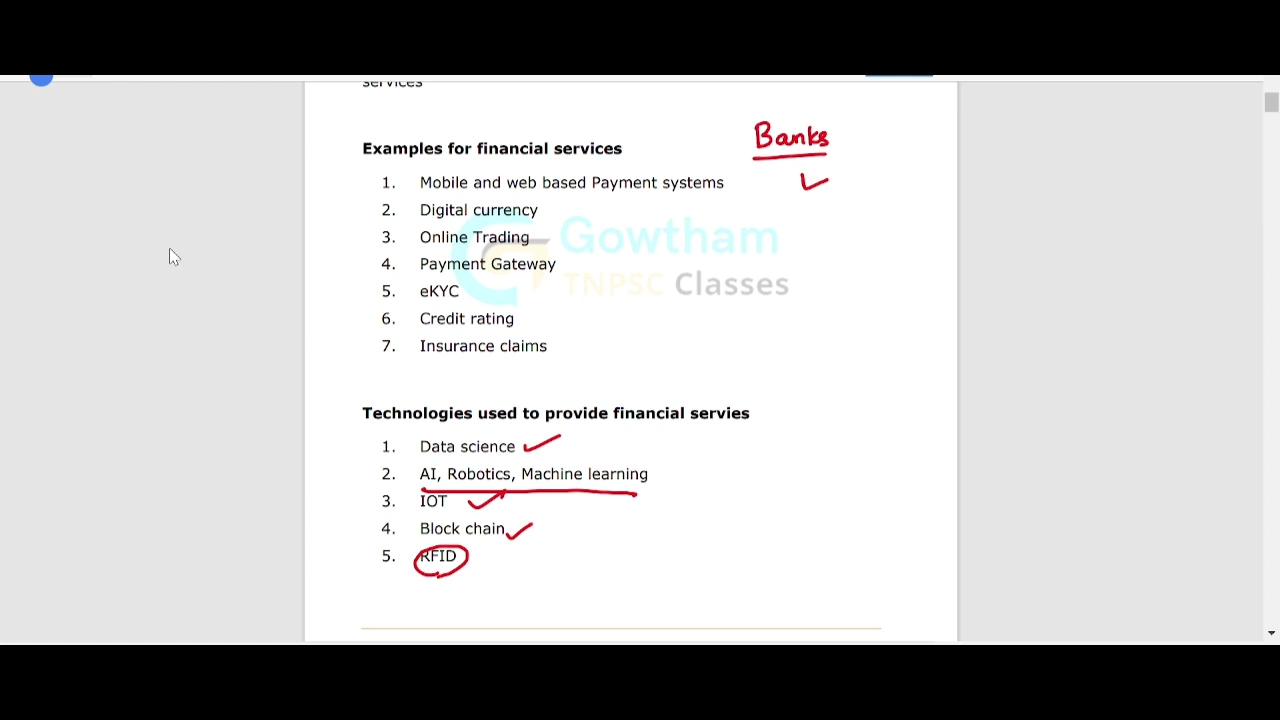 services
Banks
Examples for financial services
1. Mobile and web based Payment systems
2. Digital currency
3. Online Trading
4. Payment Gateway
5. eKYC
6. Credit rating
7. Insurance claims
Gowtham
TNPSC Classes
Technologies used to provide financial servies
1. Data science
2. AI, Robotics, Machine learning
3. IOT
4. Block chain
5. RFID